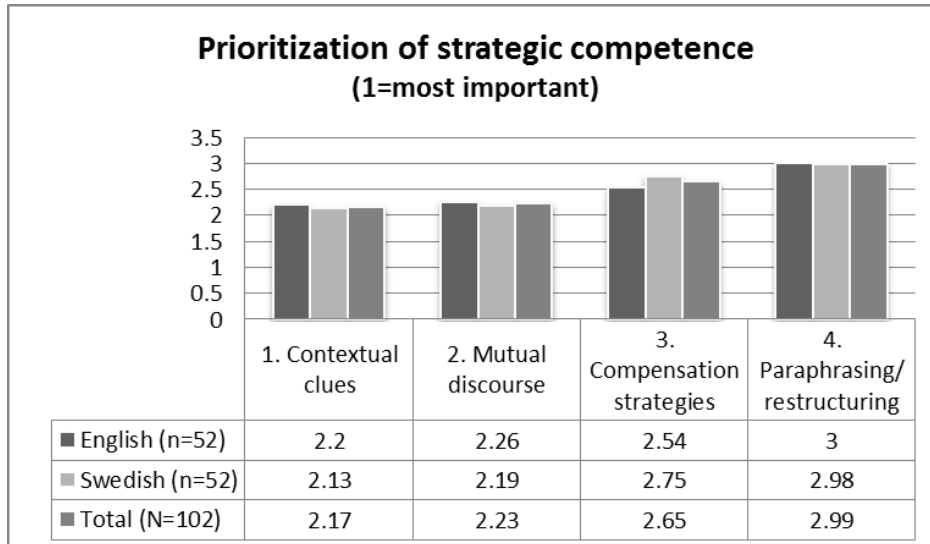 Prioritization of strategic competence
(1=most important)
3.5
3
2.5
2
1.5
1
0.5
0
1. Contextual
clues
2. Mutual
discourse
3.
Compensation
strategies
4.
Paraphrasing/
restructuring
English (n=52) 2.2 2.26 2.54 3
Swedish (n=52) 2.13 2.19 2.75 2.98
Total (N=102) 2.17 2.23 2.65 2.99